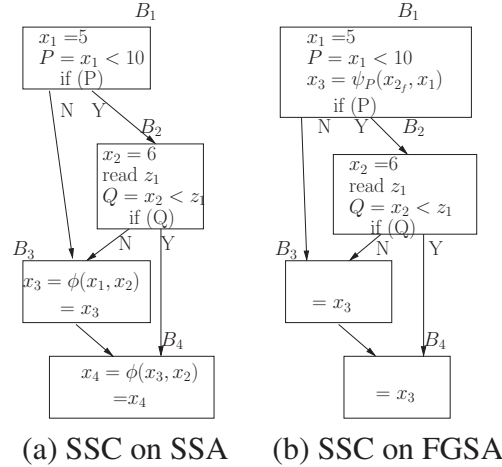 B₁
x₁ =5
P = x₁ < 10
if (P)
N Y
B₂
x₂ = 6
read z₁
Q = x₂ < z₁
if (Q)
N Y
B₃
x₃ = ϕ(x₁, x₂)
= x₃
B₄
x₄ = ϕ(x₃, x₂)
=x₄
(a) SSC on SSA
B₁
x₁ =5
P = x₁ < 10
x₃ = ψ_P(x₂_f, x₁)
if (P)
N Y
B₂
x₂ =6
read z₁
Q = x₂ < z₁
if (Q)
N Y
B₃
= x₃
B₄
= x₃
(b) SSC on FGSA